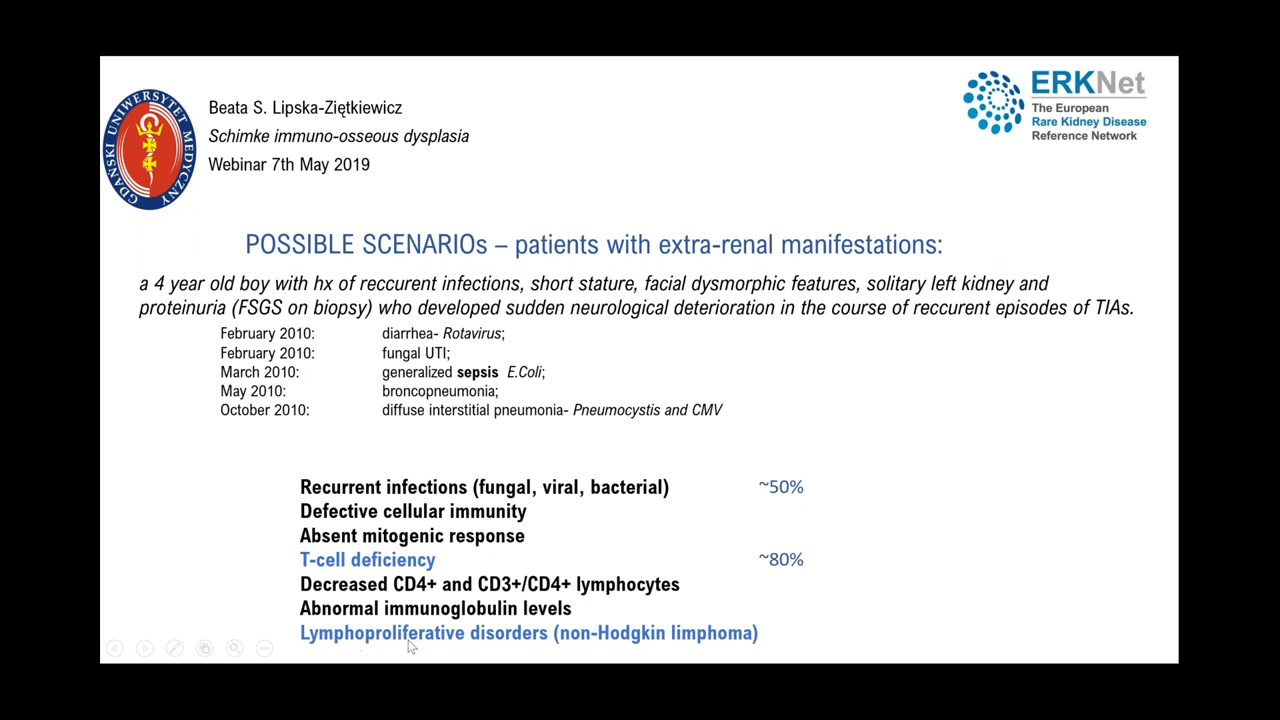 Beata S. Lipska-Ziętkiewicz
Schimke immuno-osseous dysplasia
Webinar 7th May 2019
GDAŃSKI UNIWERSYTET MEDYCZNY
ERKNet
The European
Rare Kidney Disease
Reference Network
POSSIBLE SCENARIOs – patients with extra-renal manifestations:
a 4 year old boy with hx of reccurent infections, short stature, facial dysmorphic features, solitary left kidney and
proteinuria (FSGS on biopsy) who developed sudden neurological deterioration in the course of reccurent episodes of TIAs.
February 2010: diarrhea- Rotavirus;
February 2010: fungal UTI;
March 2010: generalized sepsis E.Coli;
May 2010: broncopneumonia;
October 2010: diffuse interstitial pneumonia- Pneumocystis and CMV
Recurrent infections (fungal, viral, bacterial) ~50%
Defective cellular immunity
Absent mitogenic response
T-cell deficiency ~80%
Decreased CD4+ and CD3+/CD4+ lymphocytes
Abnormal immunoglobulin levels
Lymphoproliferative disorders (non-Hodgkin limphoma)